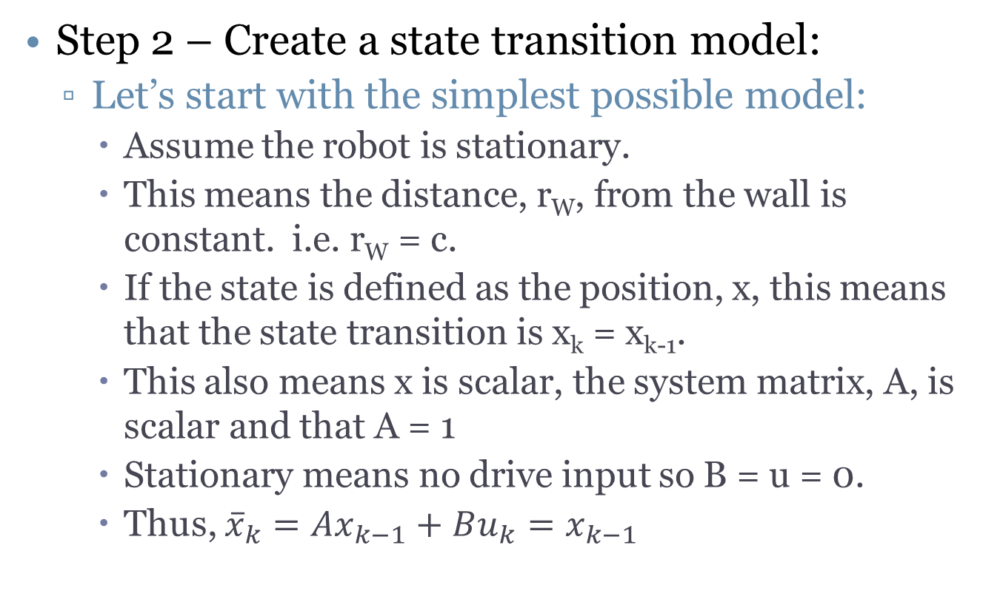 • Step 2 – Create a state transition model:
▫ Let’s start with the simplest possible model:
• Assume the robot is stationary.
• This means the distance, r_W, from the wall is
constant.  i.e. r_W = c.
• If the state is defined as the position, x, this means
that the state transition is x_k = x_{k-1}.
• This also means x is scalar, the system matrix, A, is
scalar and that A = 1
• Stationary means no drive input so B = u = 0.
• Thus, x̄_k = Ax_{k−1} + Bu_k = x_{k−1}